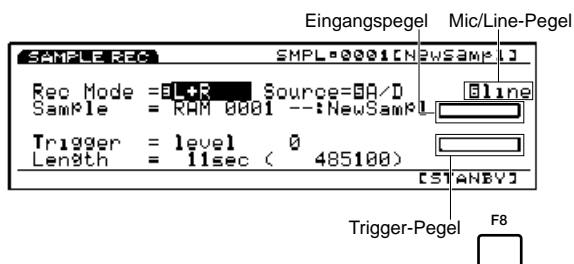 Eingangspegel Mic/Line-Pegel
SAMPLE REC SMPL=0001[NewSampl]
Rec Mode =L+R Source=A/D line
Sample = RAM 0001 --:NewSampl
Trigger = level 0
Length = 11sec ( 485100)
[STANBY]
Trigger-Pegel F8